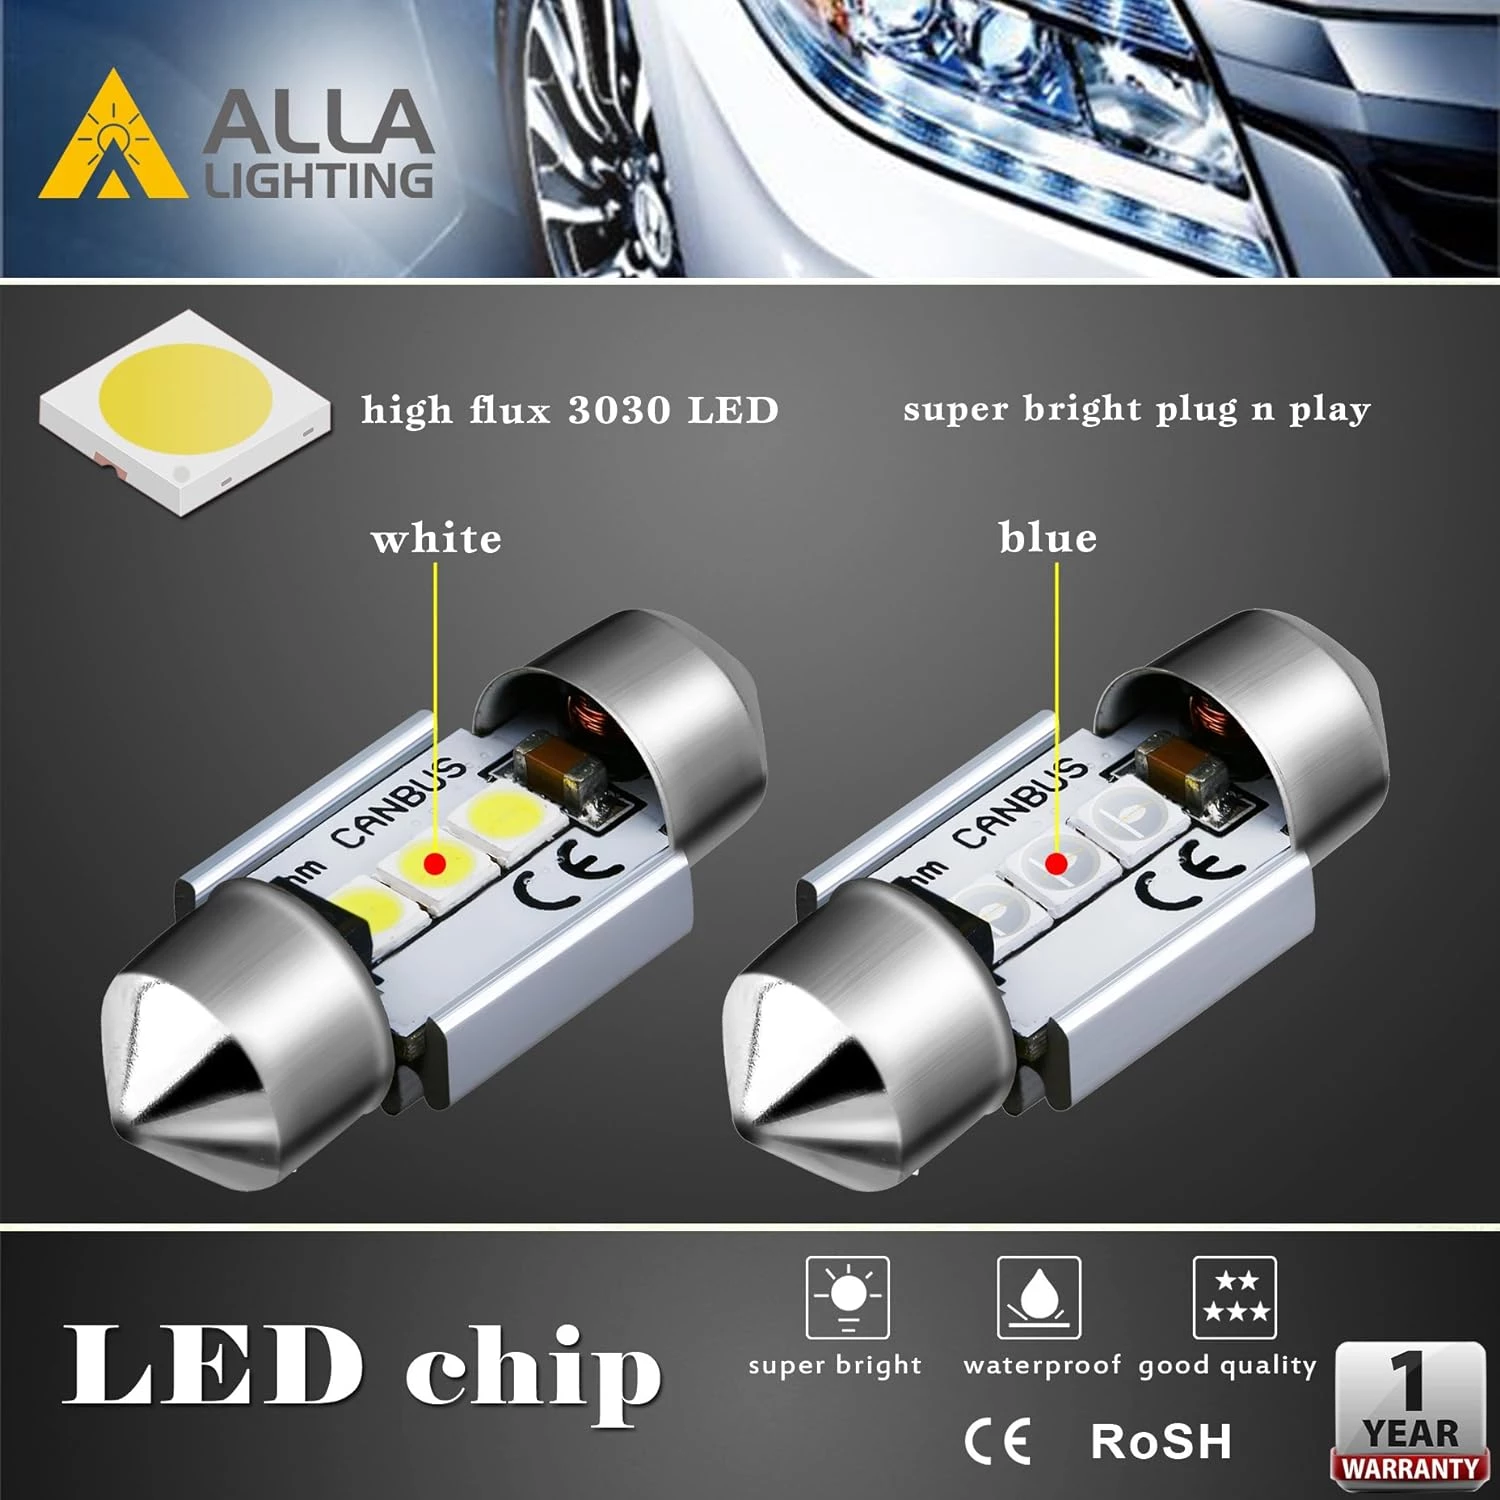 ALLA
LIGHTING
high flux 3030 LED
super bright plug n play
white
blue
CANBUS
CE
CANBUS
CE
LED chip
super bright
waterproof
good quality
CE
RoSH
1
YEAR
WARRANTY